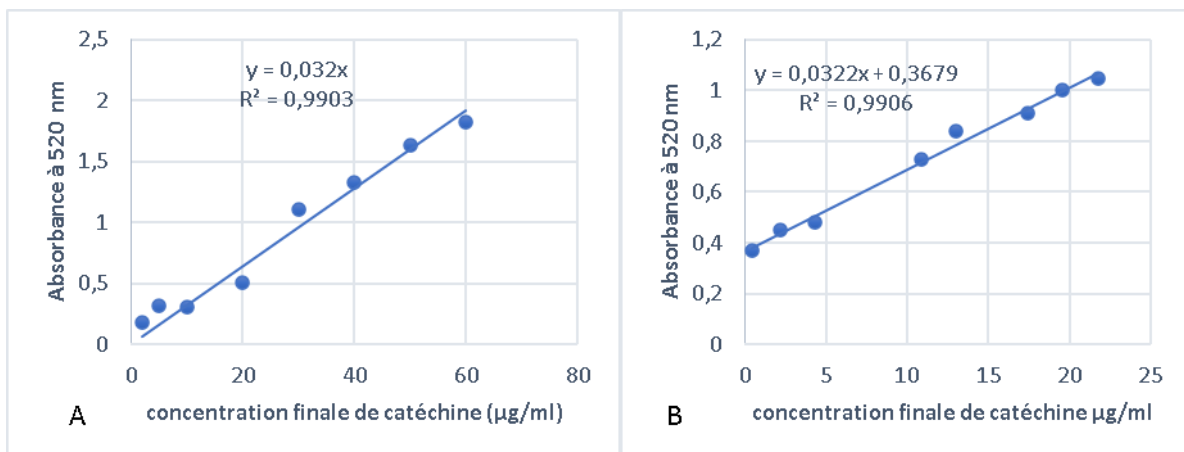 2,5
2
1,5
1
0,5
0
y = 0,032x
R² = 0,9903
Absorbance à 520 nm
0 20 40 60 80
concentration finale de catéchine (µg/ml)
A
1,2
1
0,8
0,6
0,4
0,2
0
y = 0,0322x + 0,3679
R² = 0,9906
Absorbance à 520 nm
0 5 10 15 20 25
concentration finale de catéchine µg/ml
B